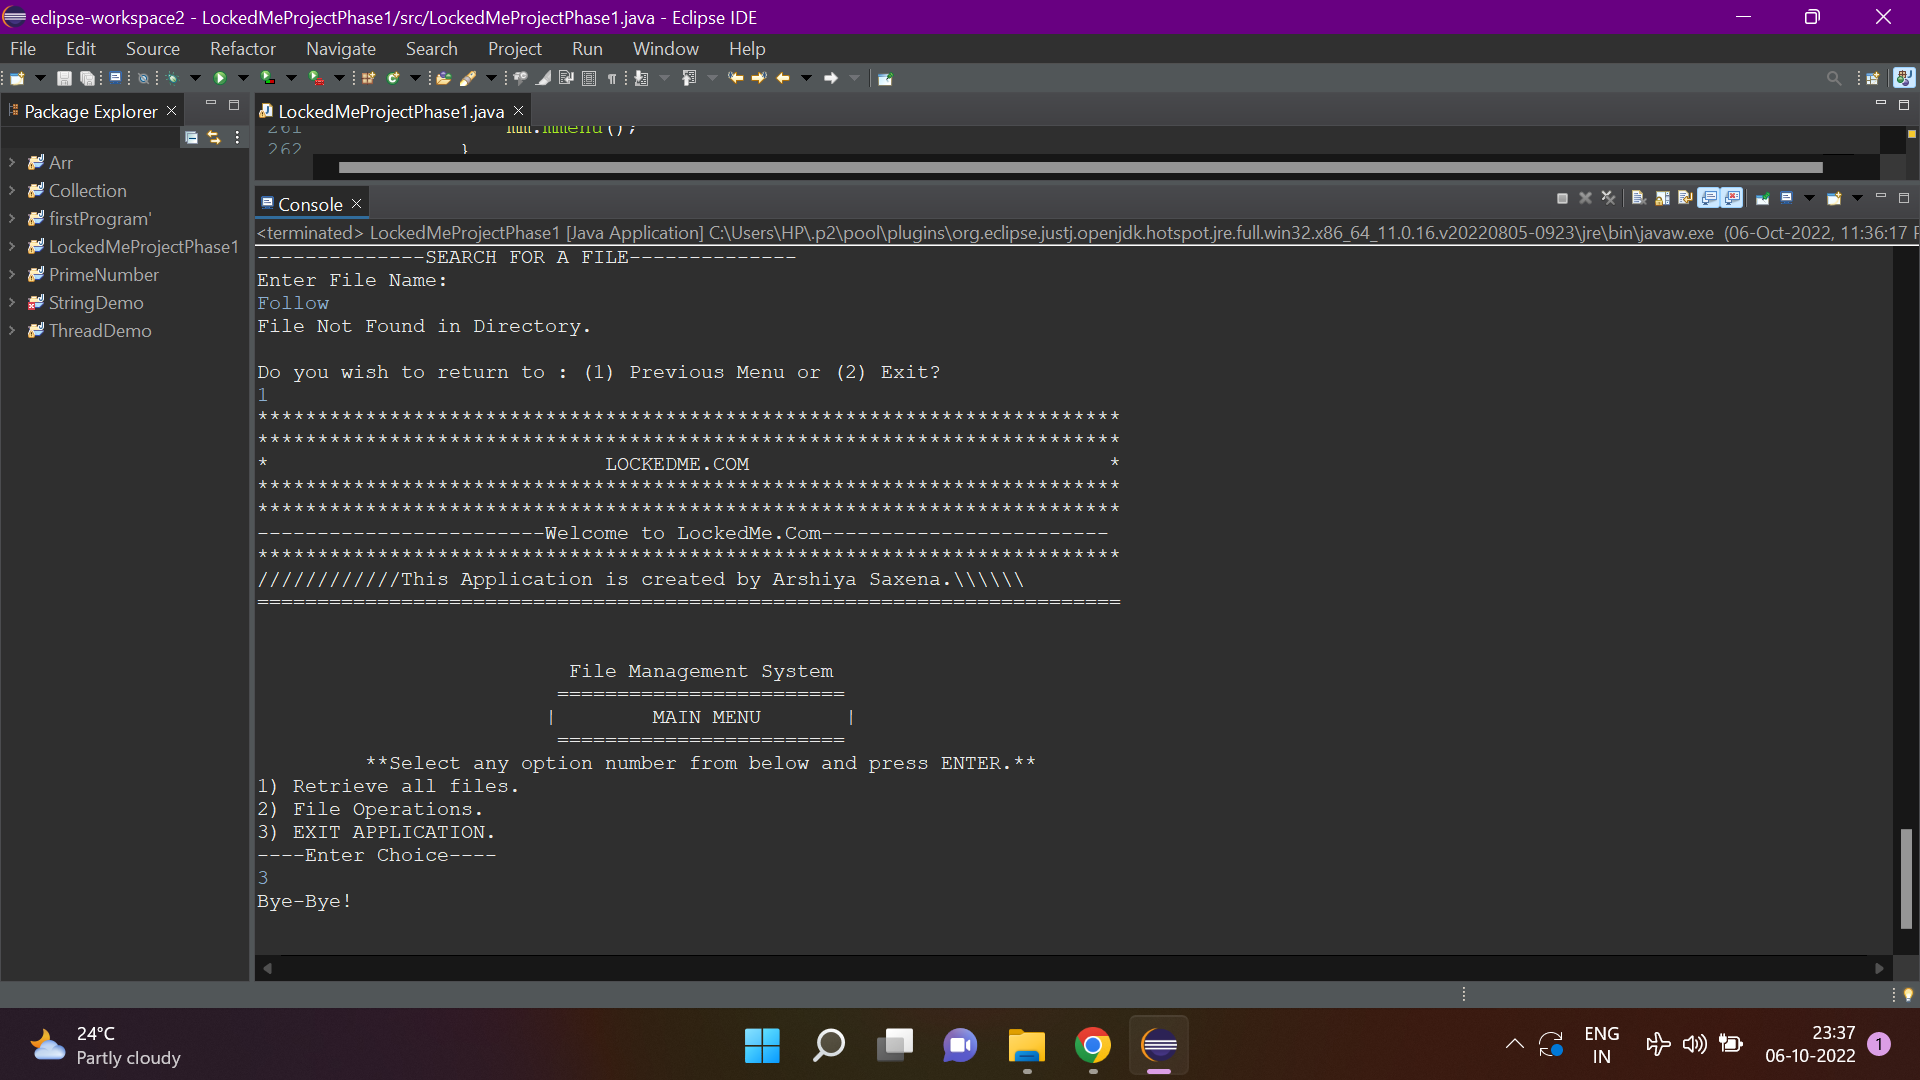 eclipse-workspace2 - LockedMeProjectPhase1/src/LockedMeProjectPhase1.java - Eclipse IDE
File Edit Source Refactor Navigate Search Project Run Window Help
Package Explorer
LockedMeProjectPhase1.java
261 mm.mmenu();
262 }
Arr
Collection
firstProgram'
LockedMeProjectPhase1
PrimeNumber
StringDemo
ThreadDemo
Console
<terminated> LockedMeProjectPhase1 [Java Application] C:\Users\HP\.p2\pool\plugins\org.eclipse.justj.openjdk.hotspot.jre.full.win32.x86_64_11.0.16.v20220805-0923\jre\bin\javaw.exe (06-Oct-2022, 11:36:17 P
--------------SEARCH FOR A FILE--------------
Enter File Name:
Follow
File Not Found in Directory.
Do you wish to return to : (1) Previous Menu or (2) Exit?
1
************************************************************************
************************************************************************
* LOCKEDME.COM *
************************************************************************
************************************************************************
------------------------Welcome to LockedMe.Com------------------------
************************************************************************
////////////This Application is created by Arshiya Saxena.\\\\\\
========================================================================
File Management System
========================
| MAIN MENU |
========================
**Select any option number from below and press ENTER.**
1) Retrieve all files.
2) File Operations.
3) EXIT APPLICATION.
----Enter Choice----
3
Bye-Bye!
24°C
Partly cloudy
ENG
IN
23:37
06-10-2022
1